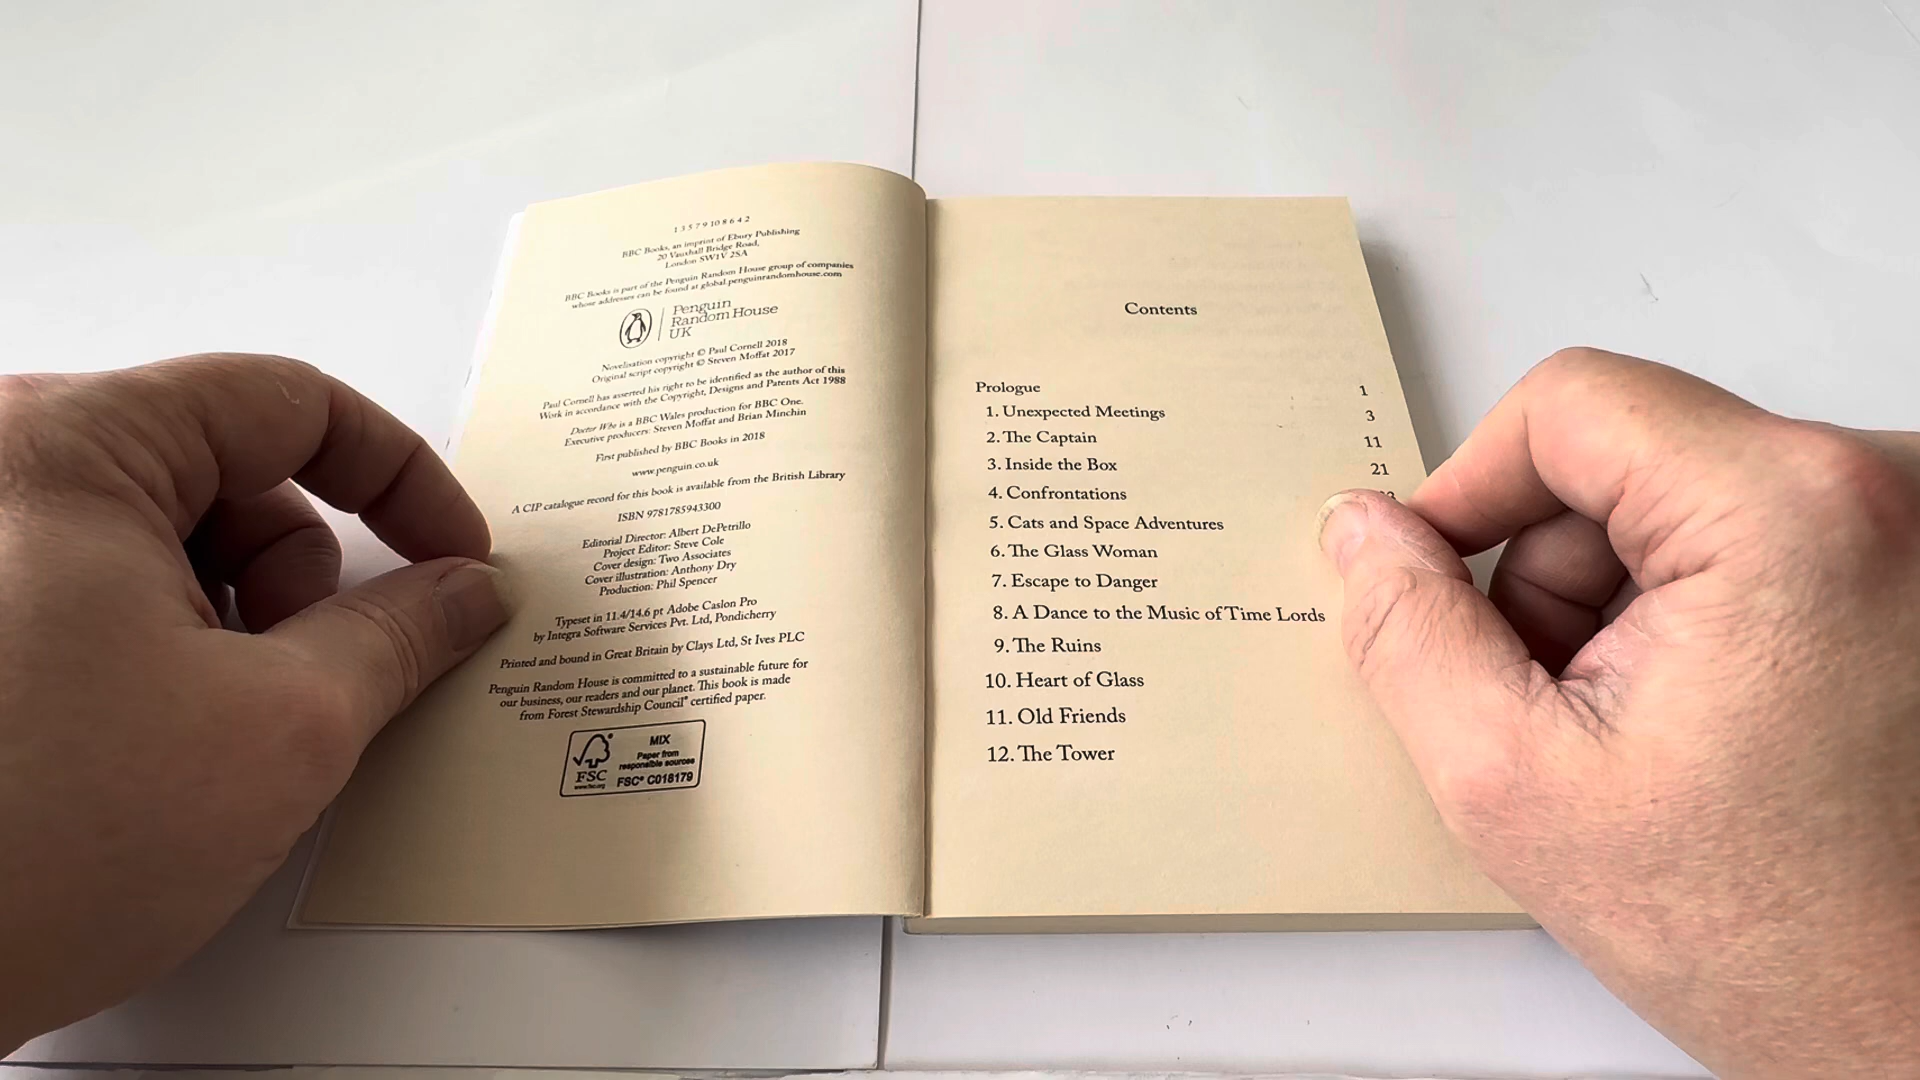 1 3 5 7 9 10 8 6 4 2
BBC Books, an imprint of Ebury Publishing
20 Vauxhall Bridge Road,
London SW1V 2SA
BBC Books is part of the Penguin Random House group of companies
whose addresses can be found at global.penguinrandomhouse.com
Penguin
Random House
UK
Novelisation copyright © Paul Cornell 2018
Original script copyright © Steven Moffat 2017
Paul Cornell has asserted his right to be identified as the author of this
Work in accordance with the Copyright, Designs and Patents Act 1988
Doctor Who is a BBC Wales production for BBC One.
Executive producers: Steven Moffat and Brian Minchin
First published by BBC Books in 2018
www.penguin.co.uk
A CIP catalogue record for this book is available from the British Library
ISBN 9781785943300
Editorial Director: Albert DePetrillo
Project Editor: Steve Cole
Cover design: Two Associates
Cover illustration: Anthony Dry
Production: Phil Spencer
Typeset in 11.4/14.6 pt Adobe Caslon Pro
by Integra Software Services Pvt. Ltd, Pondicherry
Printed and bound in Great Britain by Clays Ltd, St Ives PLC
Penguin Random House is committed to a sustainable future for
our business, our readers and our planet. This book is made
from Forest Stewardship Council® certified paper.
FSC
www.fsc.org
MIX
Paper from
responsible sources
FSC® C018179
Contents
Prologue 1
1. Unexpected Meetings 3
2. The Captain 11
3. Inside the Box 21
4. Confrontations
5. Cats and Space Adventures
6. The Glass Woman
7. Escape to Danger
8. A Dance to the Music of Time Lords
9. The Ruins
10. Heart of Glass
11. Old Friends
12. The Tower